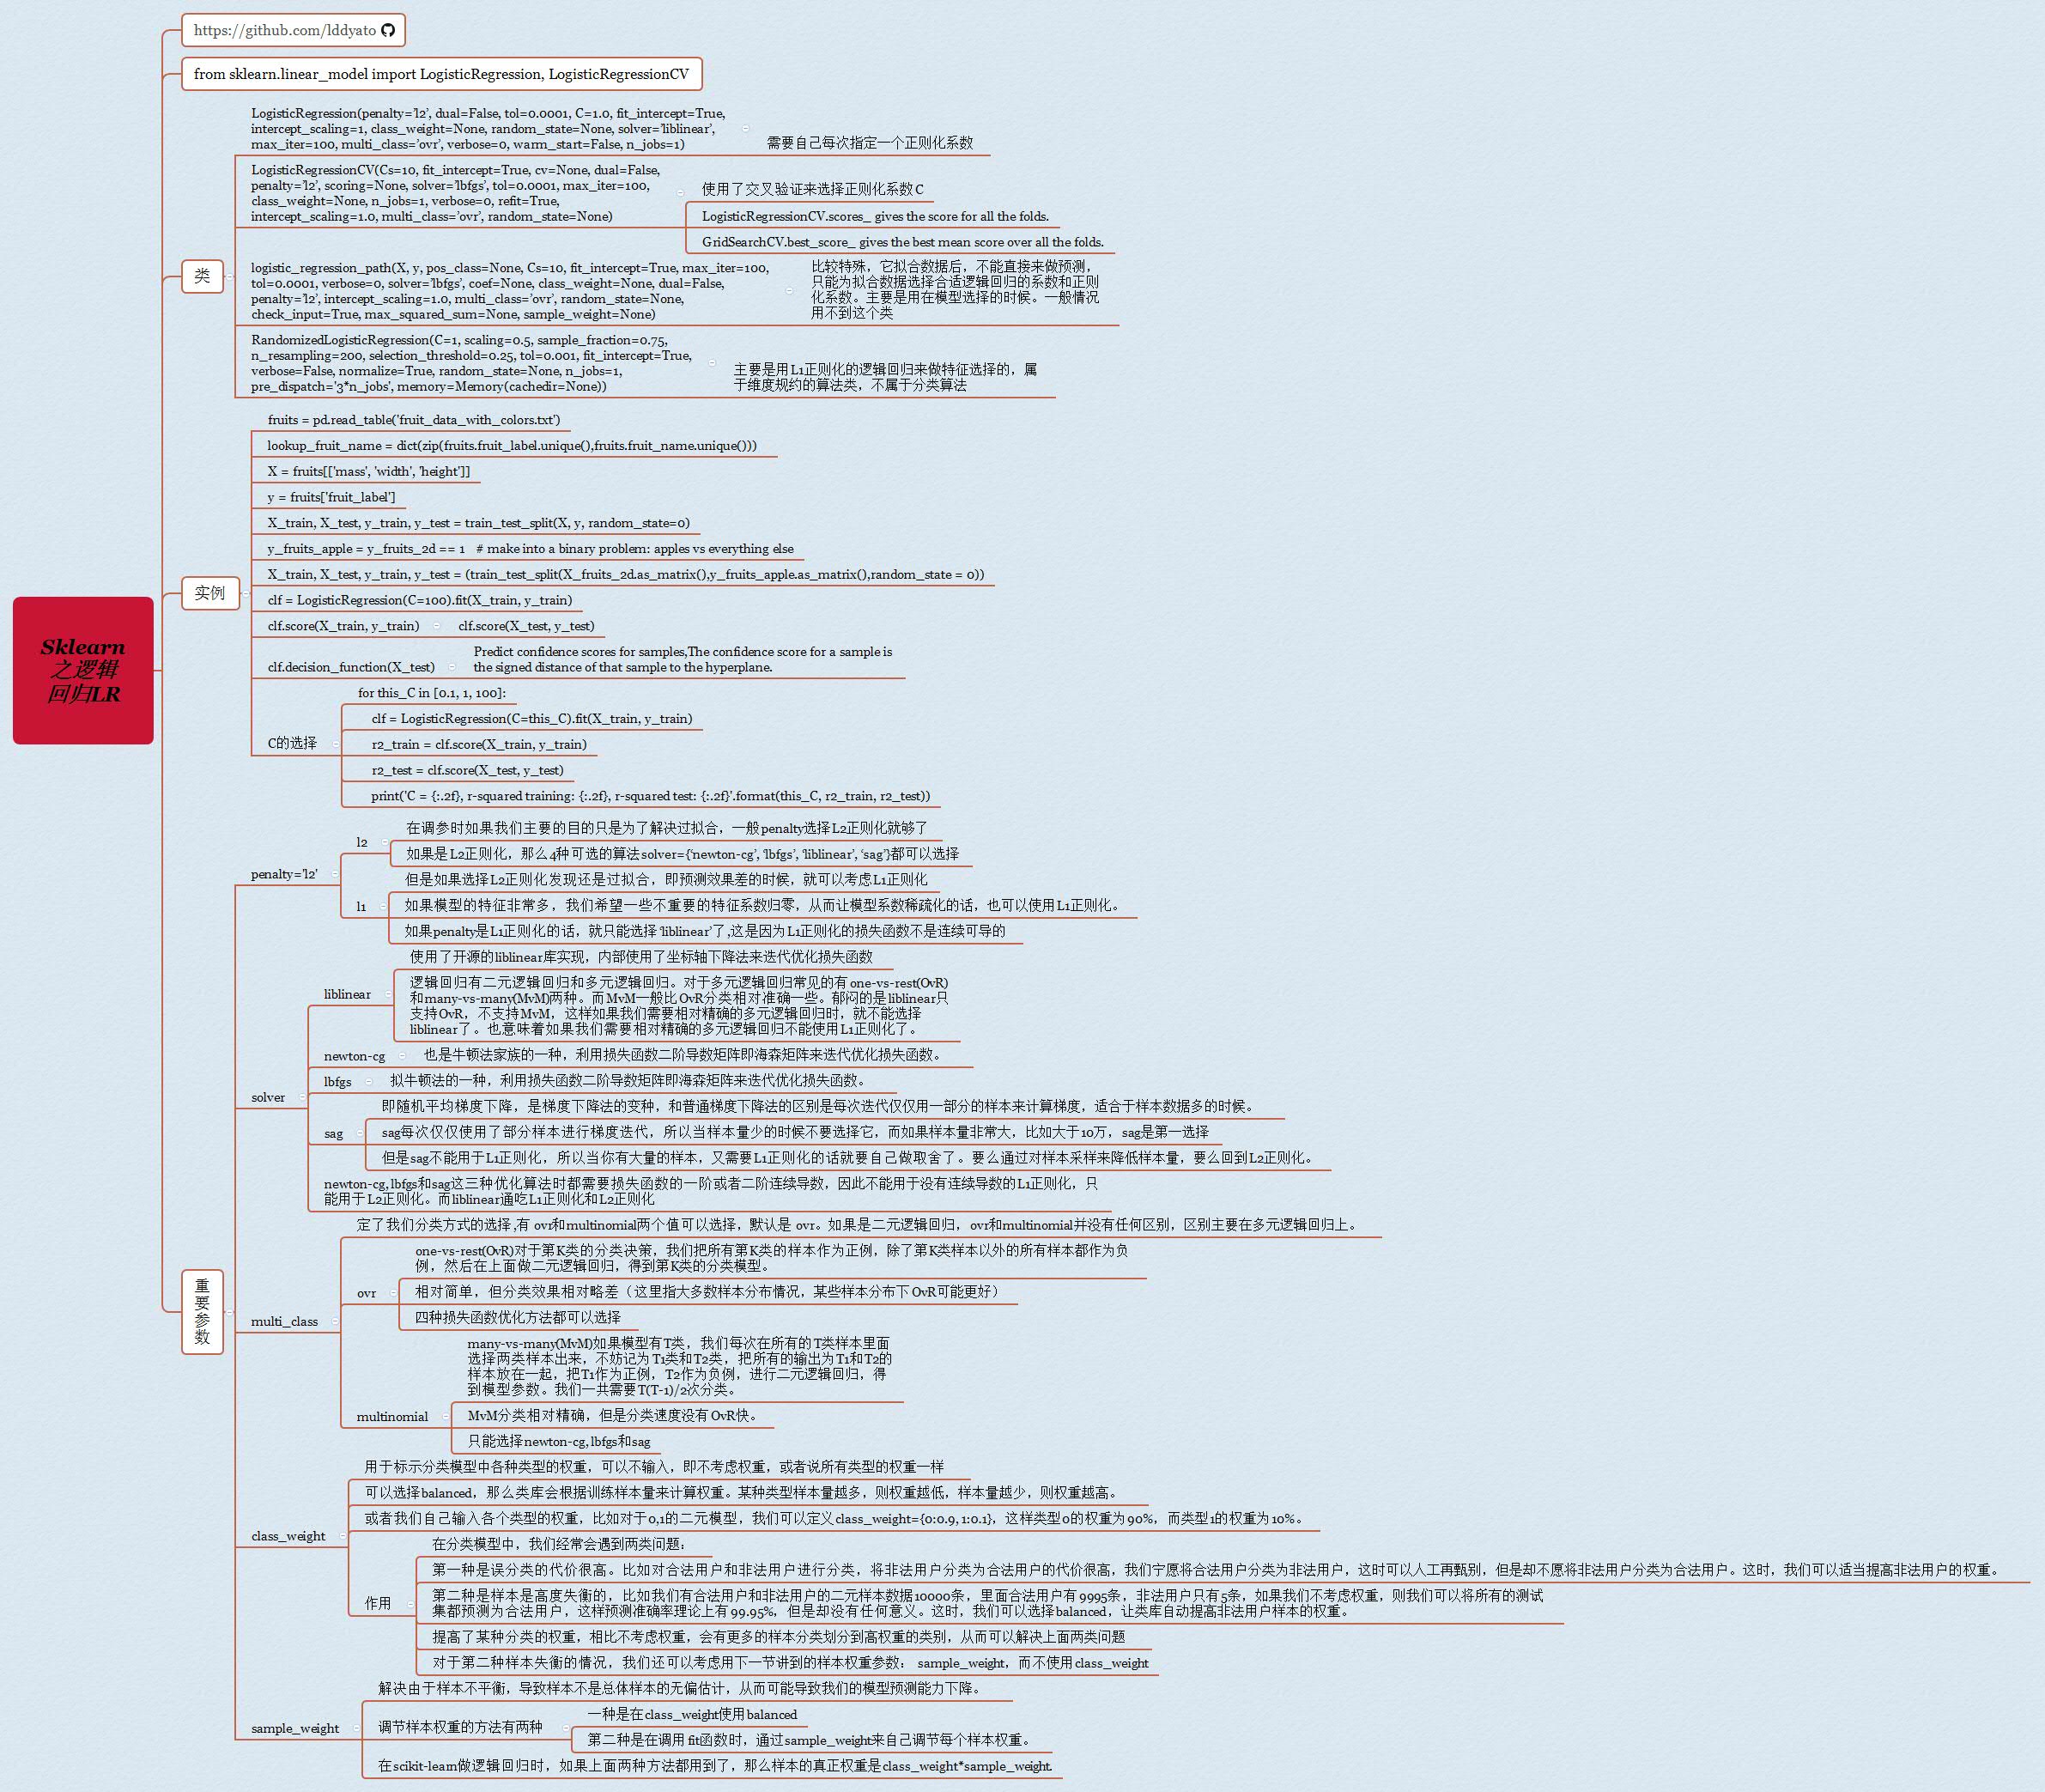 https://github.com/lddyato
from sklearn.linear_model import LogisticRegression, LogisticRegressionCV
Sklearn
之逻辑
回归LR
类
LogisticRegression(penalty='l2', dual=False, tol=0.0001, C=1.0, fit_intercept=True,
intercept_scaling=1, class_weight=None, random_state=None, solver='liblinear',
max_iter=100, multi_class='ovr', verbose=0, warm_start=False, n_jobs=1)
需要自己每次指定一个正则化系数
LogisticRegressionCV(Cs=10, fit_intercept=True, cv=None, dual=False,
penalty='l2', scoring=None, solver='lbfgs', tol=0.0001, max_iter=100,
class_weight=None, n_jobs=1, verbose=0, refit=True,
intercept_scaling=1.0, multi_class='ovr', random_state=None)
使用了交叉验证来选择正则化系数C
LogisticRegressionCV.scores_ gives the score for all the folds.
GridSearchCV.best_score_ gives the best mean score over all the folds.
logistic_regression_path(X, y, pos_class=None, Cs=10, fit_intercept=True, max_iter=100,
tol=0.0001, verbose=0, solver='lbfgs', coef=None, class_weight=None, dual=False,
penalty='l2', intercept_scaling=1.0, multi_class='ovr', random_state=None,
check_input=True, max_squared_sum=None, sample_weight=None)
比较特殊，它拟合数据后，不能直接来做预测，
只能为拟合数据选择合适逻辑回归的系数和正则
化系数。主要是用在模型选择的时候。一般情况
用不到这个类
RandomizedLogisticRegression(C=1, scaling=0.5, sample_fraction=0.75,
n_resampling=200, selection_threshold=0.25, tol=0.001, fit_intercept=True,
verbose=False, normalize=True, random_state=None, n_jobs=1,
pre_dispatch='3*n_jobs', memory=Memory(cachedir=None))
主要是用L1正则化的逻辑回归来做特征选择的，属
于维度规约的算法类，不属于分类算法
实例
fruits = pd.read_table('fruit_data_with_colors.txt')
lookup_fruit_name = dict(zip(fruits.fruit_label.unique(),fruits.fruit_name.unique()))
X = fruits[['mass', 'width', 'height']]
y = fruits['fruit_label']
X_train, X_test, y_train, y_test = train_test_split(X, y, random_state=0)
y_fruits_apple = y_fruits_2d == 1   # make into a binary problem: apples vs everything else
X_train, X_test, y_train, y_test = (train_test_split(X_fruits_2d.as_matrix(),y_fruits_apple.as_matrix(),random_state = 0))
clf = LogisticRegression(C=100).fit(X_train, y_train)
clf.score(X_train, y_train)
clf.score(X_test, y_test)
clf.decision_function(X_test)
Predict confidence scores for samples,The confidence score for a sample is
the signed distance of that sample to the hyperplane.
C的选择
for this_C in [0.1, 1, 100]:
clf = LogisticRegression(C=this_C).fit(X_train, y_train)
r2_train = clf.score(X_train, y_train)
r2_test = clf.score(X_test, y_test)
print('C = {:.2f}, r-squared training: {:.2f}, r-squared test: {:.2f}'.format(this_C, r2_train, r2_test))
重
要
参
数
penalty='l2'
l2
在调参时如果我们主要的目的只是为了解决过拟合，一般penalty选择L2正则化就够了
如果是L2正则化，那么4种可选的算法solver={‘newton-cg’, ‘lbfgs’, ‘liblinear’, ‘sag’}都可以选择
l1
但是如果选择L2正则化发现还是过拟合，即预测效果差的时候，就可以考虑L1正则化
如果模型的特征非常多，我们希望一些不重要的特征系数归零，从而让模型系数稀疏化的话，也可以使用L1正则化。
如果penalty是L1正则化的话，就只能选择‘liblinear’了,这是因为L1正则化的损失函数不是连续可导的
solver
liblinear
使用了开源的liblinear库实现，内部使用了坐标轴下降法来迭代优化损失函数
逻辑回归有二元逻辑回归和多元逻辑回归。对于多元逻辑回归常见的有one-vs-rest(OvR)
和many-vs-many(MvM)两种。而MvM一般比OvR分类相对准确一些。郁闷的是liblinear只
支持OvR，不支持MvM，这样如果我们需要相对精确的多元逻辑回归时，就不能选择
liblinear了。也意味着如果我们需要相对精确的多元逻辑回归不能使用L1正则化了。
newton-cg
也是牛顿法家族的一种，利用损失函数二阶导数矩阵即海森矩阵来迭代优化损失函数。
lbfgs
拟牛顿法的一种，利用损失函数二阶导数矩阵即海森矩阵来迭代优化损失函数。
sag
即随机平均梯度下降，是梯度下降法的变种，和普通梯度下降法的区别是每次迭代仅仅用一部分的样本来计算梯度，适合于样本数据多的时候。
sag每次仅仅使用了部分样本进行梯度迭代，所以当样本量少的时候不要选择它，而如果样本量非常大，比如大于10万，sag是第一选择
但是sag不能用于L1正则化，所以当你有大量的样本，又需要L1正则化的话就要自己做取舍了。要么通过对样本采样来降低样本量，要么回到L2正则化。
newton-cg,lbfgs和sag这三种优化算法时都需要损失函数的一阶或者二阶连续导数，因此不能用于没有连续导数的L1正则化，只
能用于L2正则化。而liblinear通吃L1正则化和L2正则化
multi_class
定了我们分类方式的选择,有 ovr和multinomial两个值可以选择，默认是 ovr。如果是二元逻辑回归，ovr和multinomial并没有任何区别，区别主要在多元逻辑回归上。
ovr
one-vs-rest(OvR)对于第K类的分类决策，我们把所有第K类的样本作为正例，除了第K类样本以外的所有样本都作为负
例，然后在上面做二元逻辑回归，得到第K类的分类模型。
相对简单，但分类效果相对略差（这里指大多数样本分布情况，某些样本分布下OvR可能更好）
四种损失函数优化方法都可以选择
multinomial
many-vs-many(MvM)如果模型有T类，我们每次在所有的T类样本里面
选择两类样本出来，不妨记为T1类和T2类，把所有的输出为T1和T2的
样本放在一起，把T1作为正例，T2作为负例，进行二元逻辑回归，得
到模型参数。我们一共需要T(T-1)/2次分类。
MvM分类相对精确，但是分类速度没有OvR快。
只能选择newton-cg,lbfgs和sag
class_weight
用于标示分类模型中各种类型的权重，可以不输入，即不考虑权重，或者说所有类型的权重一样
可以选择balanced，那么类库会根据训练样本量来计算权重。某种类型样本量越多，则权重越低，样本量越少，则权重越高。
或者我们自己输入各个类型的权重，比如对于0,1的二元模型，我们可以定义class_weight={0:0.9, 1:0.1}，这样类型0的权重为90%，而类型1的权重为10%。
作用
在分类模型中，我们经常会遇到两类问题：
第一种是误分类的代价很高。比如对合法用户和非法用户进行分类，将非法用户分类为合法用户的代价很高，我们宁愿将合法用户分类为非法用户，这时可以人工再甄别，但是却不愿将非法用户分类为合法用户。这时，我们可以适当提高非法用户的权重。
第二种是样本是高度失衡的，比如我们有合法用户和非法用户的二元样本数据10000条，里面合法用户有9995条，非法用户只有5条，如果我们不考虑权重，则我们可以将所有的测试
集都预测为合法用户，这样预测准确率理论上有99.95%，但是却没有任何意义。这时，我们可以选择balanced，让类库自动提高非法用户样本的权重。
提高了某种分类的权重，相比不考虑权重，会有更多的样本分类划分到高权重的类别，从而可以解决上面两类问题
对于第二种样本失衡的情况，我们还可以考虑用下一节讲到的样本权重参数： sample_weight，而不使用class_weight
sample_weight
解决由于样本不平衡，导致样本不是总体样本的无偏估计，从而可能导致我们的模型预测能力下降。
调节样本权重的方法有两种
一种是在class_weight使用balanced
第二种是在调用fit函数时，通过sample_weight来自己调节每个样本权重。
在scikit-learn做逻辑回归时，如果上面两种方法都用到了，那么样本的真正权重是class_weight*sample_weight.